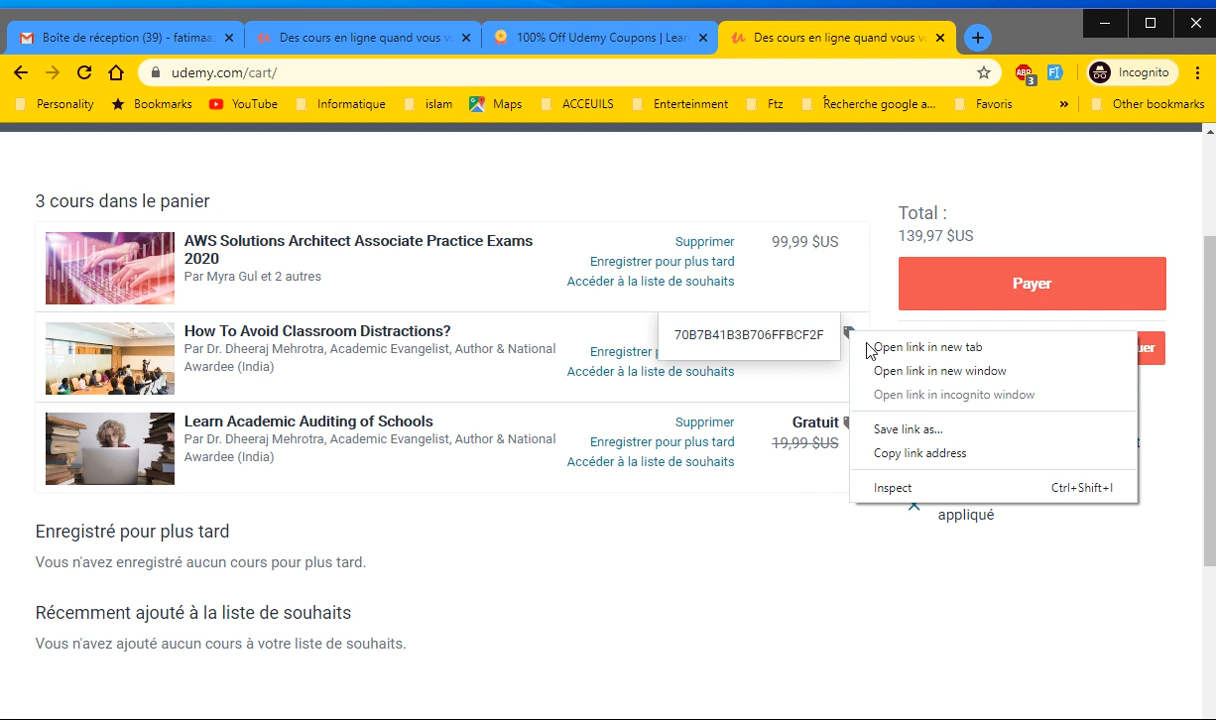 Boîte de réception (39) - fatimaa
Des cours en ligne quand vous v
100% Off Udemy Coupons | Lear
Des cours en ligne quand vous v
udemy.com/cart/
ABP
3
Incognito
Personality
Bookmarks
YouTube
Informatique
islam
Maps
ACCEUILS
Enterteinment
Ftz
Recherche google a...
Favoris
»
Other bookmarks
3 cours dans le panier
AWS Solutions Architect Associate Practice Exams
2020
Par Myra Gul et 2 autres
Supprimer
Enregistrer pour plus tard
Accéder à la liste de souhaits
99,99 $US
How To Avoid Classroom Distractions?
Par Dr. Dheeraj Mehrotra, Academic Evangelist, Author & National
Awardee (India)
Enregistrer p
Accéder à la liste de souhaits
70B7B41B3B706FFBCF2F
Learn Academic Auditing of Schools
Par Dr. Dheeraj Mehrotra, Academic Evangelist, Author & National
Awardee (India)
Supprimer
Enregistrer pour plus tard
Accéder à la liste de souhaits
Gratuit
19,99 $US
Total :
139,97 $US
Payer
uer
Open link in new tab
Open link in new window
Open link in incognito window
Save link as...
Copy link address
Inspect
Ctrl+Shift+I
appliqué
Enregistré pour plus tard
Vous n'avez enregistré aucun cours pour plus tard.
Récemment ajouté à la liste de souhaits
Vous n'avez ajouté aucun cours à votre liste de souhaits.